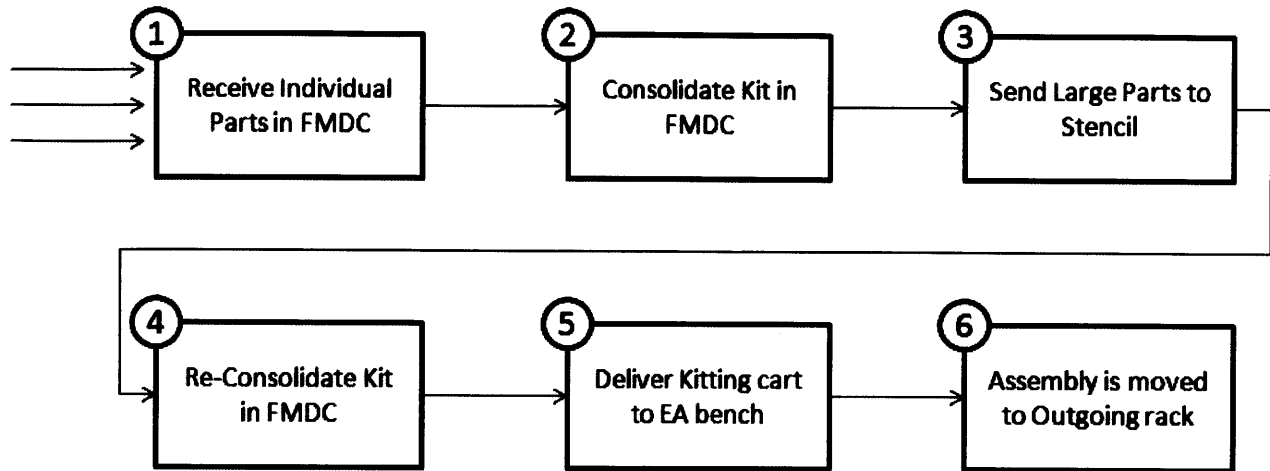 1
Receive Individual
Parts in FMDC
2
Consolidate Kit in
FMDC
3
Send Large Parts to
Stencil
4
Re-Consolidate Kit
in FMDC
5
Deliver Kitting cart
to EA bench
6
Assembly is moved
to Outgoing rack